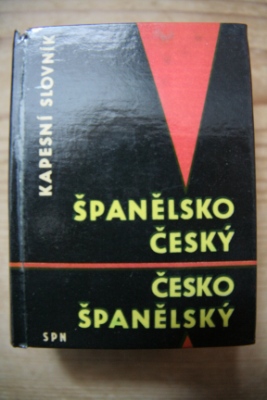 KAPESNÍ SLOVNÍK
ŠPANĚLSKO
ČESKÝ
ČESKO
ŠPANĚLSKÝ
SPN